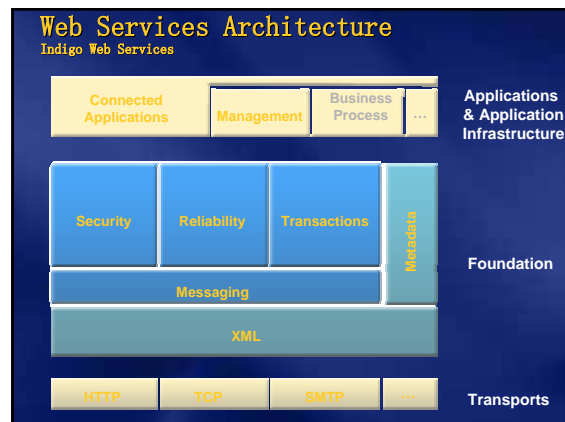 Web Services Architecture
Indigo Web Services
Connected
Applications
Management
Business
Process
...
Applications
& Application
Infrastructure
Security
Reliability
Transactions
Metadata
Messaging
XML
Foundation
HTTP
TCP
SMTP
...
Transports